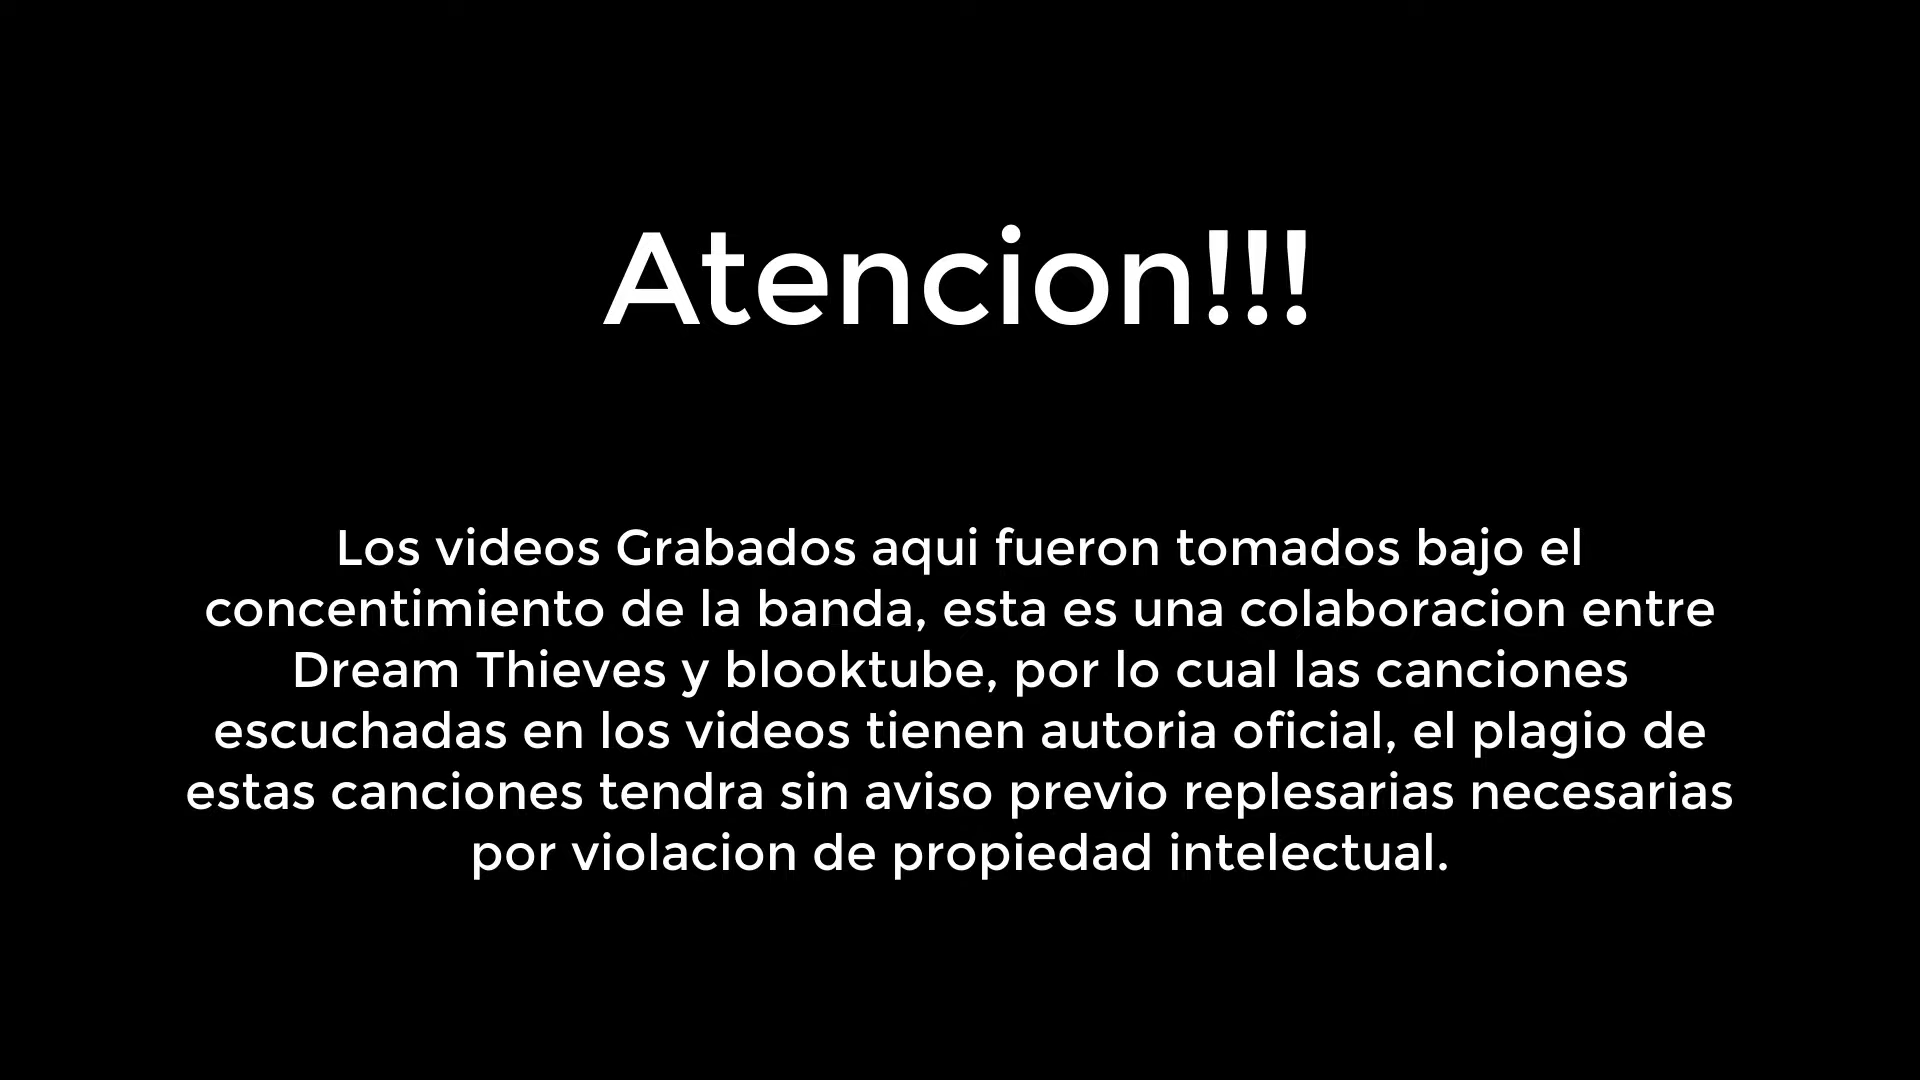 Atencion!!!
Los videos Grabados aqui fueron tomados bajo el
concentimiento de la banda, esta es una colaboracion entre
Dream Thieves y blooktube, por lo cual las canciones
escuchadas en los videos tienen autoria oficial, el plagio de
estas canciones tendra sin aviso previo replesarias necesarias
por violacion de propiedad intelectual.